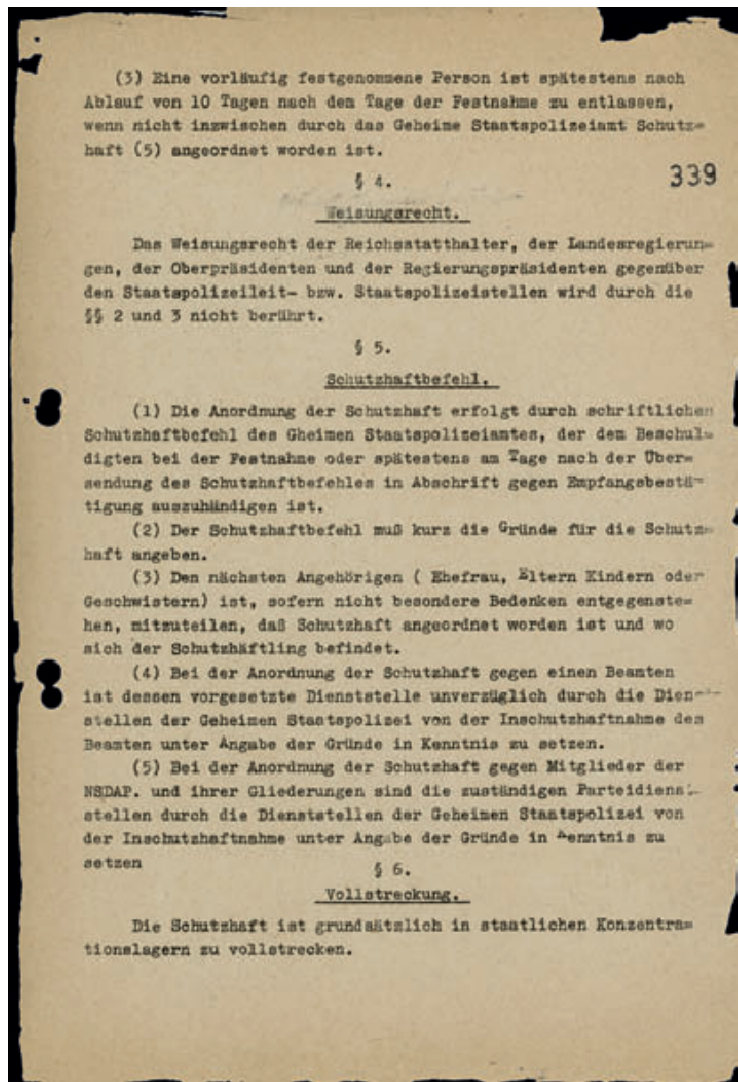 (3) Eine vorläufig festgenommene Person ist spätestens nach
Ablauf von 10 Tagen nach dem Tage der Festnahme zu entlassen,
wenn nicht inzwischen durch das Geheime Staatspolizeiamt Schutz=
haft (5) angeordnet worden ist.
§ 4.
339
Weisungsrecht.
Das Weisungsrecht der Reichsstatthalter, der Landesregierun=
gen, der Oberpräsidenten und der Regierungspräsidenten gegenüber
den Staatspolizeileit- bzw. Staatspolizeistellen wird durch die
§§ 2 und 3 nicht berührt.
§ 5.
Schutzhaftbefehl.
(1) Die Anordnung der Schutzhaft erfolgt durch schriftlichen
Schutzhaftbefehl des Gheimen Staatspolizeiamtes, der dem Beschul=
digten bei der Festnahme oder spätestens am Tage nach der Über=
sendung des Schutzhaftbefehles in Abschrift gegen Empfangsbestä=
tigung auszuhändigen ist.
(2) Der Schutzhaftbefehl muß kurz die Gründe für die Schutz=
haft angeben.
(3) Den nächsten Angehörigen ( Ehefrau, Eltern Kindern oder
Geschwistern) ist, sofern nicht besondere Bedenken entgegenste=
hen, mitzuteilen, daß Schutzhaft angeordnet worden ist und wo
sich der Schutzhäftling befindet.
(4) Bei der Anordnung der Schutzhaft gegen einen Beamten
ist dessen vorgesetzte Dienststelle unverzüglich durch die Dien=
stellen der Geheimen Staatspolizei von der Inschutzhaftnahme des
Beamten unter Angabe der Gründe in Kenntnis zu setzen.
(5) Bei der Anordnung der Schutzhaft gegen Mitglieder der
NSDAP. und ihrer Gliederungen sind die zuständigen Parteidienst=
stellen durch die Dienststellen der Geheimen Staatspolizei von
der Inschutzhaftnahme unter Angabe der Gründe in Kenntnis zu
setzen
§ 6.
Vollstreckung.
Die Schutzhaft ist grundsätzlich in staatlichen Konzentra=
tionslagern zu vollstrecken.